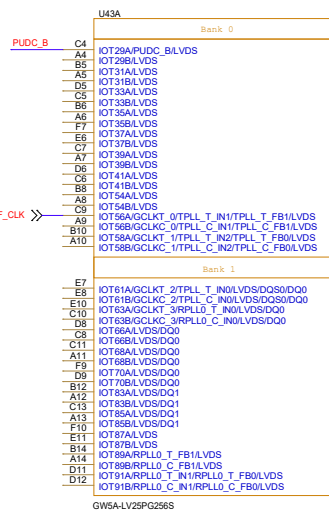 U43A
Bank 0
PUDC_B C4 IOT29A/PUDC_B/LVDS
A4 IOT29B/LVDS
B5 IOT31A/LVDS
A5 IOT31B/LVDS
D5 IOT33A/LVDS
C5 IOT33B/LVDS
B6 IOT35A/LVDS
A6 IOT35B/LVDS
F7 IOT37A/LVDS
E6 IOT37B/LVDS
C7 IOT39A/LVDS
A7 IOT39B/LVDS
D6 IOT41A/LVDS
C6 IOT41B/LVDS
B8 IOT54A/LVDS
A8 IOT54B/LVDS
F_CLK C9 IOT56A/GCLKT_0/TPLL_T_IN1/TPLL_T_FB1/LVDS
A9 IOT56B/GCLKC_0/TPLL_C_IN1/TPLL_C_FB1/LVDS
B10 IOT58A/GCLKT_1/TPLL_T_IN2/TPLL_T_FB0/LVDS
A10 IOT58B/GCLKC_1/TPLL_C_IN2/TPLL_C_FB0/LVDS
Bank 1
E7 IOT61A/GCLKT_2/TPLL_T_IN0/LVDS/DQS0/DQ0
E8 IOT61B/GCLKC_2/TPLL_C_IN0/LVDS/DQS0/DQ0
E10 IOT63A/GCLKT_3/RPLL0_T_IN0/LVDS/DQ0
C10 IOT63B/GCLKC_3/RPLL0_C_IN0/LVDS/DQ0
D8 IOT66A/LVDS/DQ0
C8 IOT66B/LVDS/DQ0
C11 IOT68A/LVDS/DQ0
A11 IOT68B/LVDS/DQ0
F9 IOT70A/LVDS/DQ0
D9 IOT70B/LVDS/DQ0
B12 IOT83A/LVDS/DQ1
A12 IOT83B/LVDS/DQ1
C13 IOT85A/LVDS/DQ1
A13 IOT85B/LVDS/DQ1
F10 IOT87A/LVDS
E11 IOT87B/LVDS
B14 IOT89A/RPLL0_T_FB1/LVDS
A14 IOT89B/RPLL0_C_FB1/LVDS
D11 IOT91A/RPLL0_T_IN1/RPLL0_T_FB0/LVDS
D12 IOT91B/RPLL0_C_IN1/RPLL0_C_FB0/LVDS
GW5A-LV25PG256S